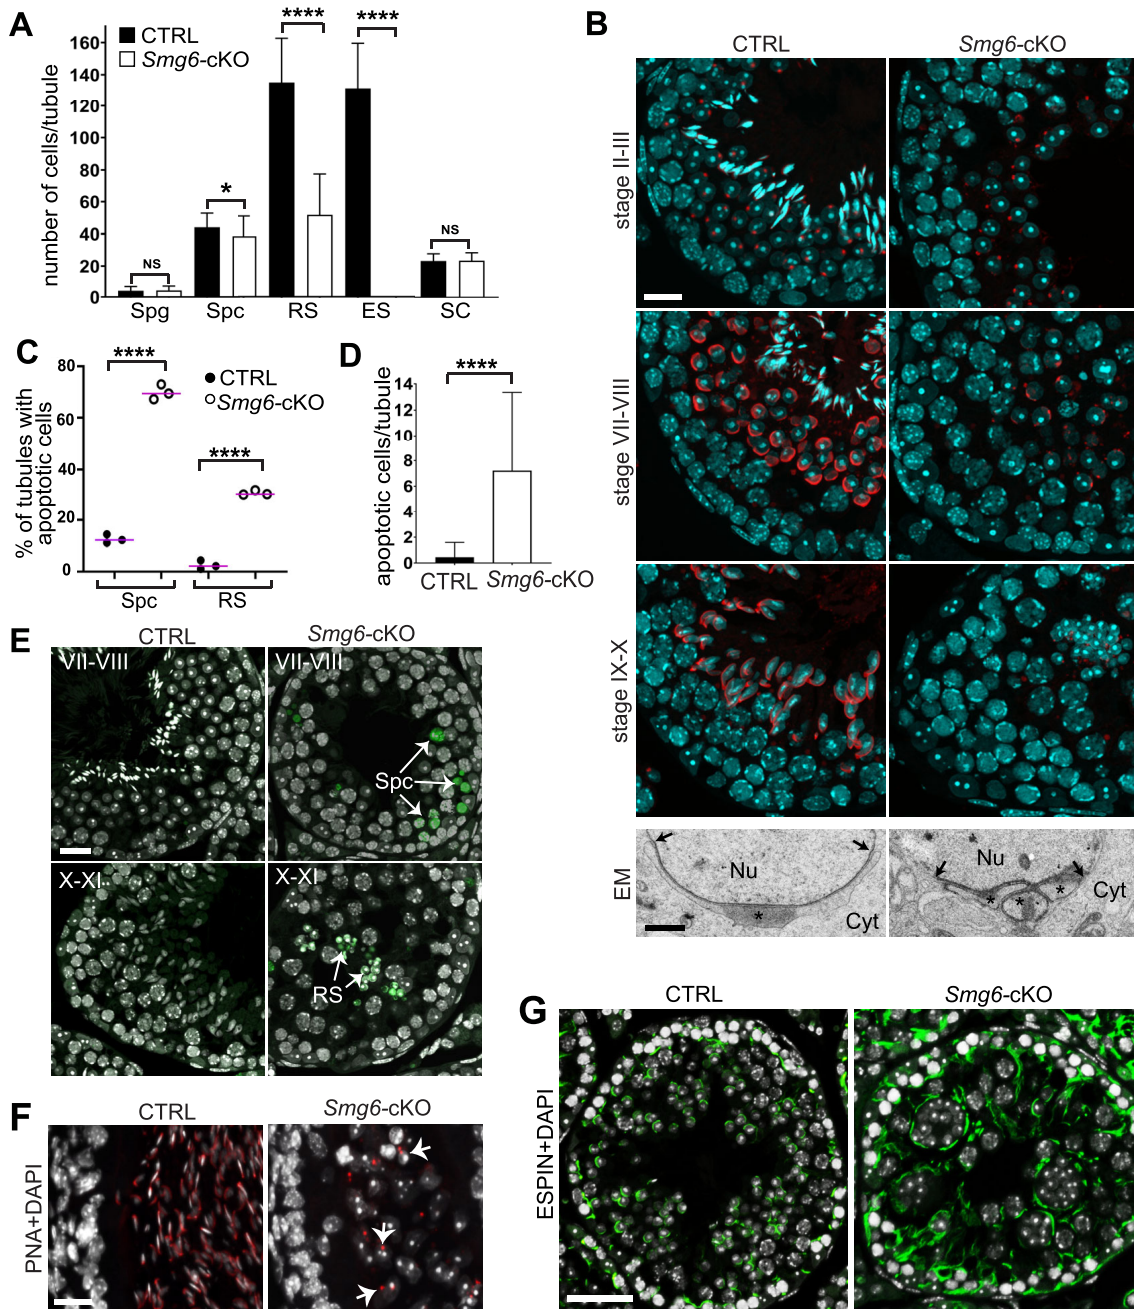 A
CTRL
Smg6-cKO
**** ****
number of cells/tubule
160
140
120
100
80
60
40
20
0
NS
*
NS
Spg Spc RS ES SC
B
CTRL Smg6-cKO
stage II-III
stage VII-VIII
stage IX-X
EM
Nu
*
Cyt
Nu
* * *
Cyt
C
% of tubules with
apoptotic cells
80
60
40
20
0
****
****
CTRL
Smg6-cKO
Spc RS
D
apoptotic cells/tubule
14
12
10
8
6
4
2
0
****
CTRL Smg6-cKO
E
CTRL Smg6-cKO
VII-VIII VII-VIII
Spc
X-XI X-XI
RS
F
CTRL Smg6-cKO
PNA+DAPI
G
CTRL Smg6-cKO
ESPIN+DAPI